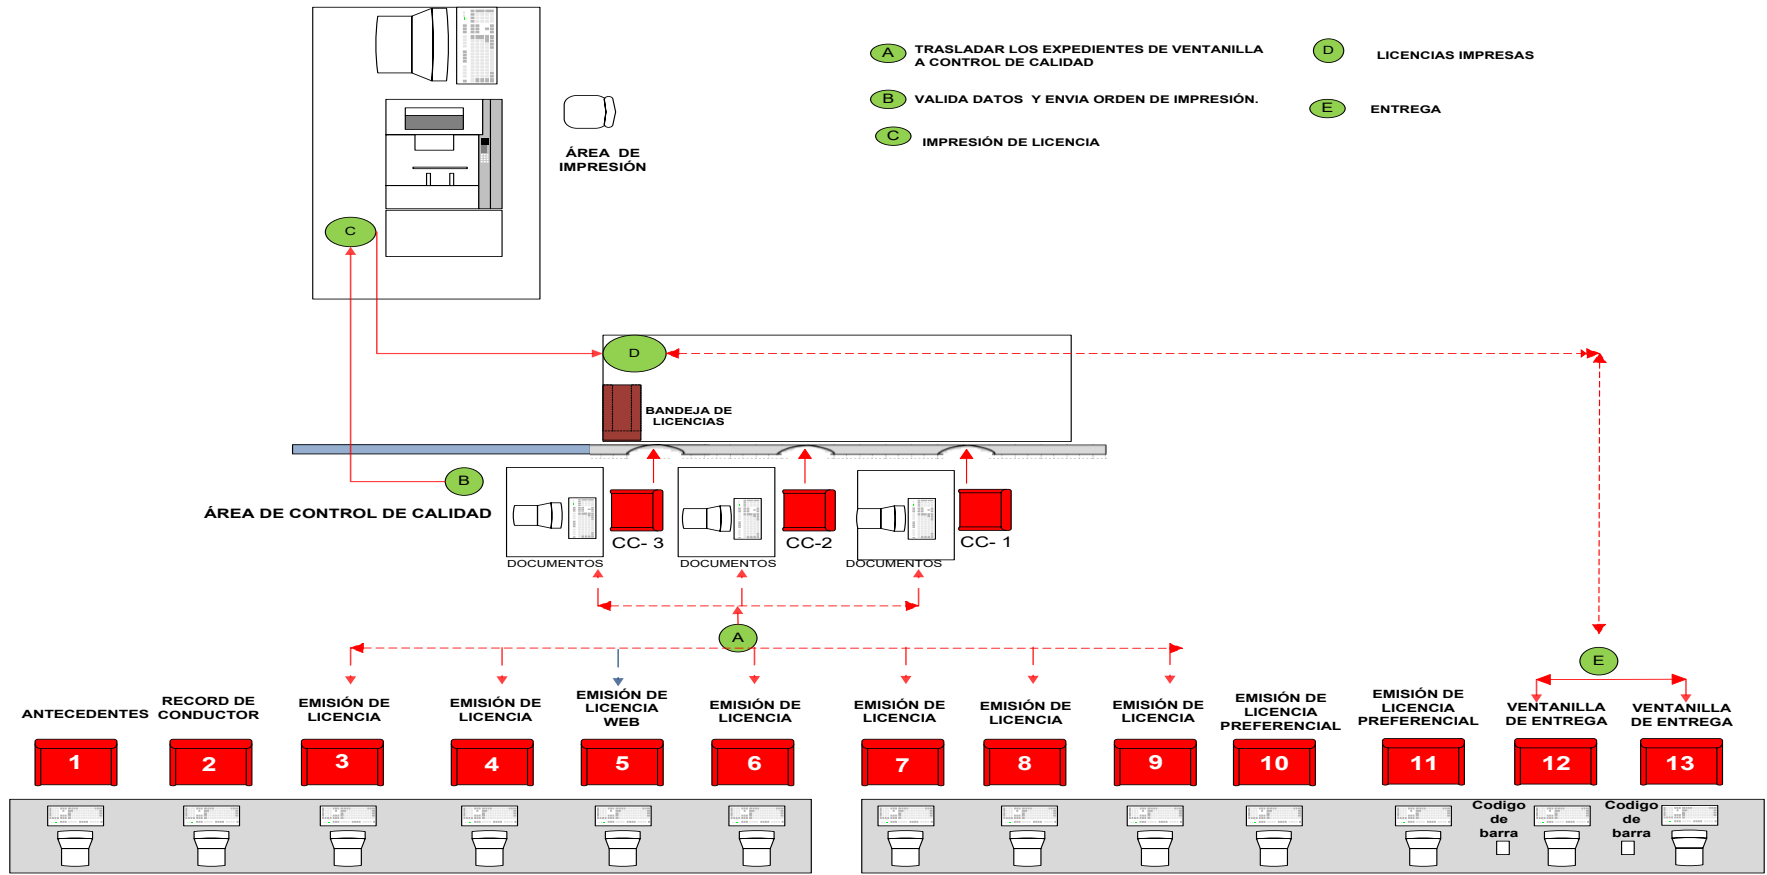 A
TRASLADAR LOS EXPEDIENTES DE VENTANILLA
A CONTROL DE CALIDAD
D
LICENCIAS IMPRESAS
B
VALIDA DATOS Y ENVIA ORDEN DE IMPRESIÓN.
E
ENTREGA
C
IMPRESIÓN DE LICENCIA
ÁREA DE
IMPRESIÓN
C
D
BANDEJA DE
LICENCIAS
B
ÁREA DE CONTROL DE CALIDAD
CC- 3
CC-2
CC- 1
DOCUMENTOS
DOCUMENTOS
DOCUMENTOS
A
E
ANTECEDENTES
RECORD DE
CONDUCTOR
EMISIÓN DE
LICENCIA
EMISIÓN DE
LICENCIA
EMISIÓN DE
LICENCIA
WEB
EMISIÓN DE
LICENCIA
EMISIÓN DE
LICENCIA
EMISIÓN DE
LICENCIA
EMISIÓN DE
LICENCIA
EMISIÓN DE
LICENCIA
PREFERENCIAL
EMISIÓN DE
LICENCIA
PREFERENCIAL
VENTANILLA
DE ENTREGA
VENTANILLA
DE ENTREGA
1
2
3
4
5
6
7
8
9
10
11
12
13
Codigo
de
barra
Codigo
de
barra